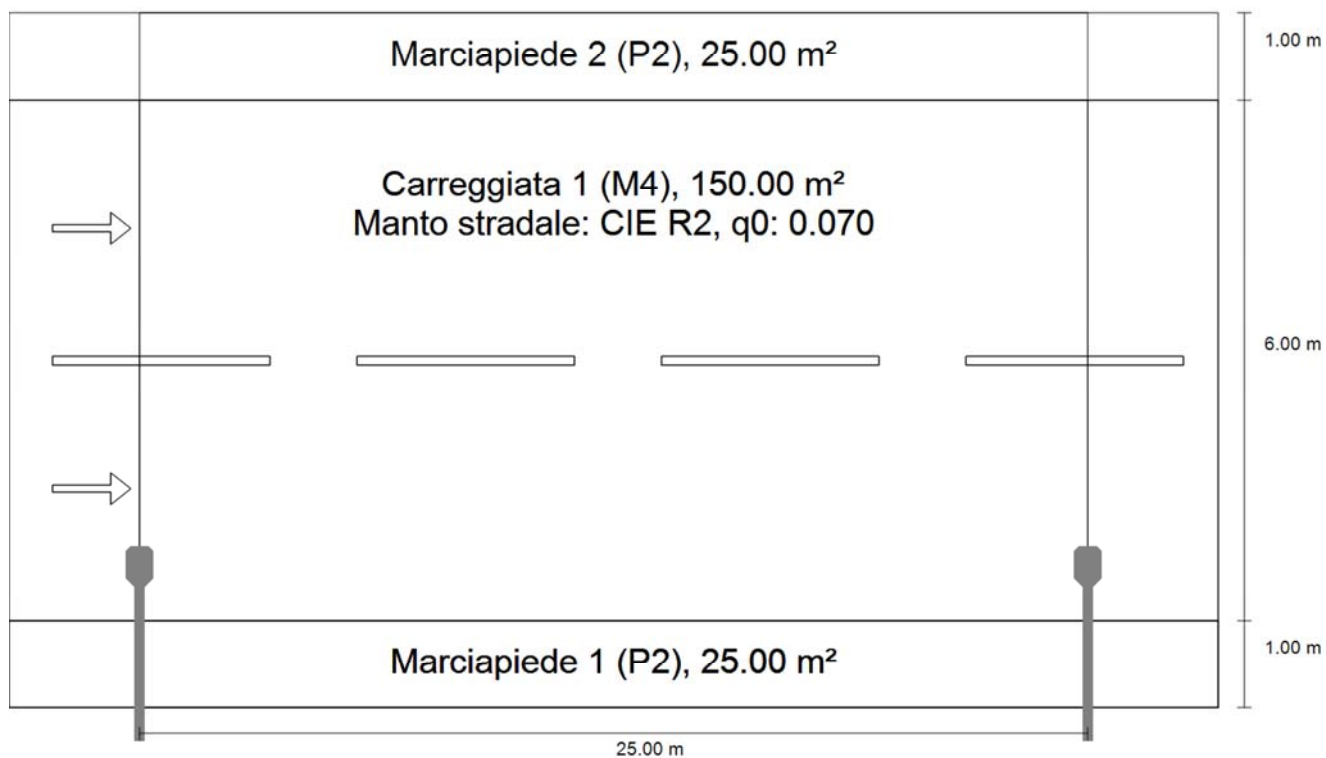 Marciapiede 2 (P2), 25.00 m²
1.00 m
Carreggiata 1 (M4), 150.00 m²
Manto stradale: CIE R2, q0: 0.070
6.00 m
Marciapiede 1 (P2), 25.00 m²
1.00 m
25.00 m